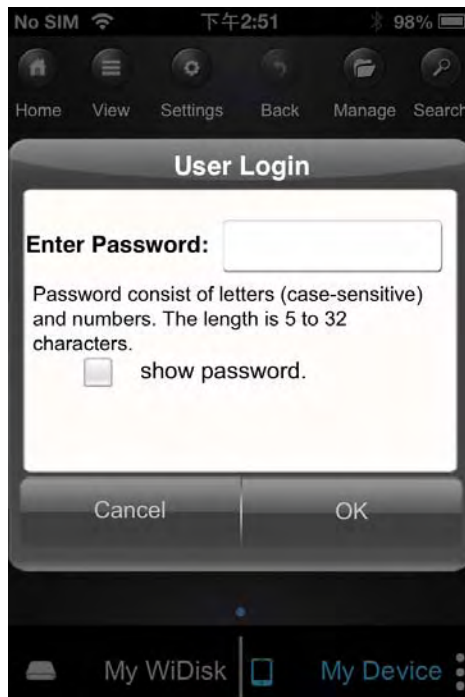 No SIM 下午2:51 98%
Home View Settings Back Manage Search
User Login
Enter Password:
Password consist of letters (case-sensitive)
and numbers. The length is 5 to 32
characters.
show password.
Cancel OK
My WiDisk My Device